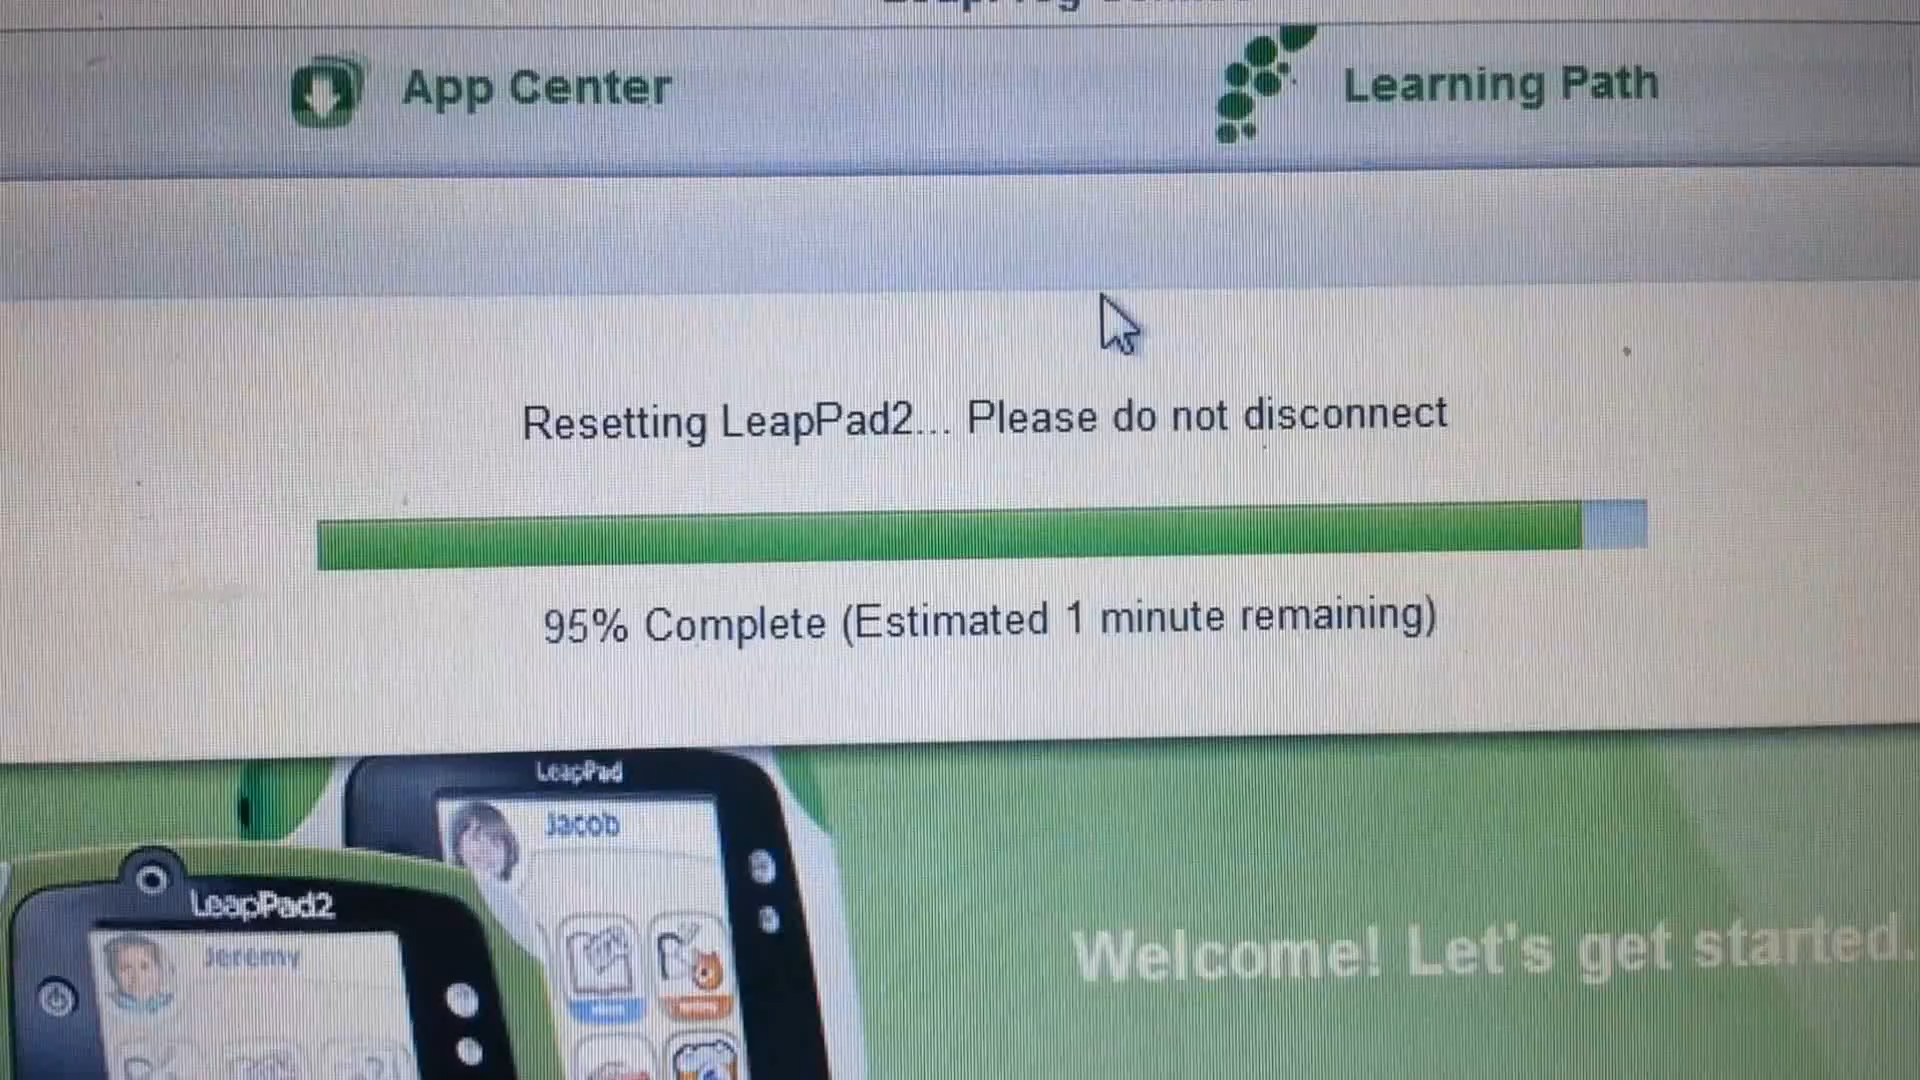 App Center
Learning Path
Resetting LeapPad2... Please do not disconnect
95% Complete (Estimated 1 minute remaining)
LeapPad
Jacob
LeapPad2
Jeremy
Welcome! Let's get started.